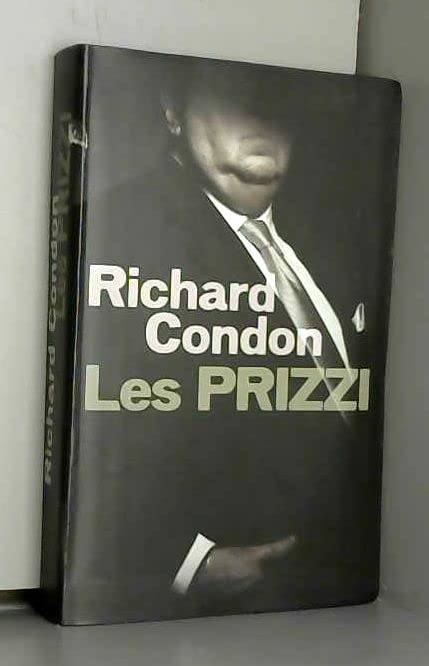 Richard
Condon
Les PRIZZI
Richard Condon Les PRIZZI